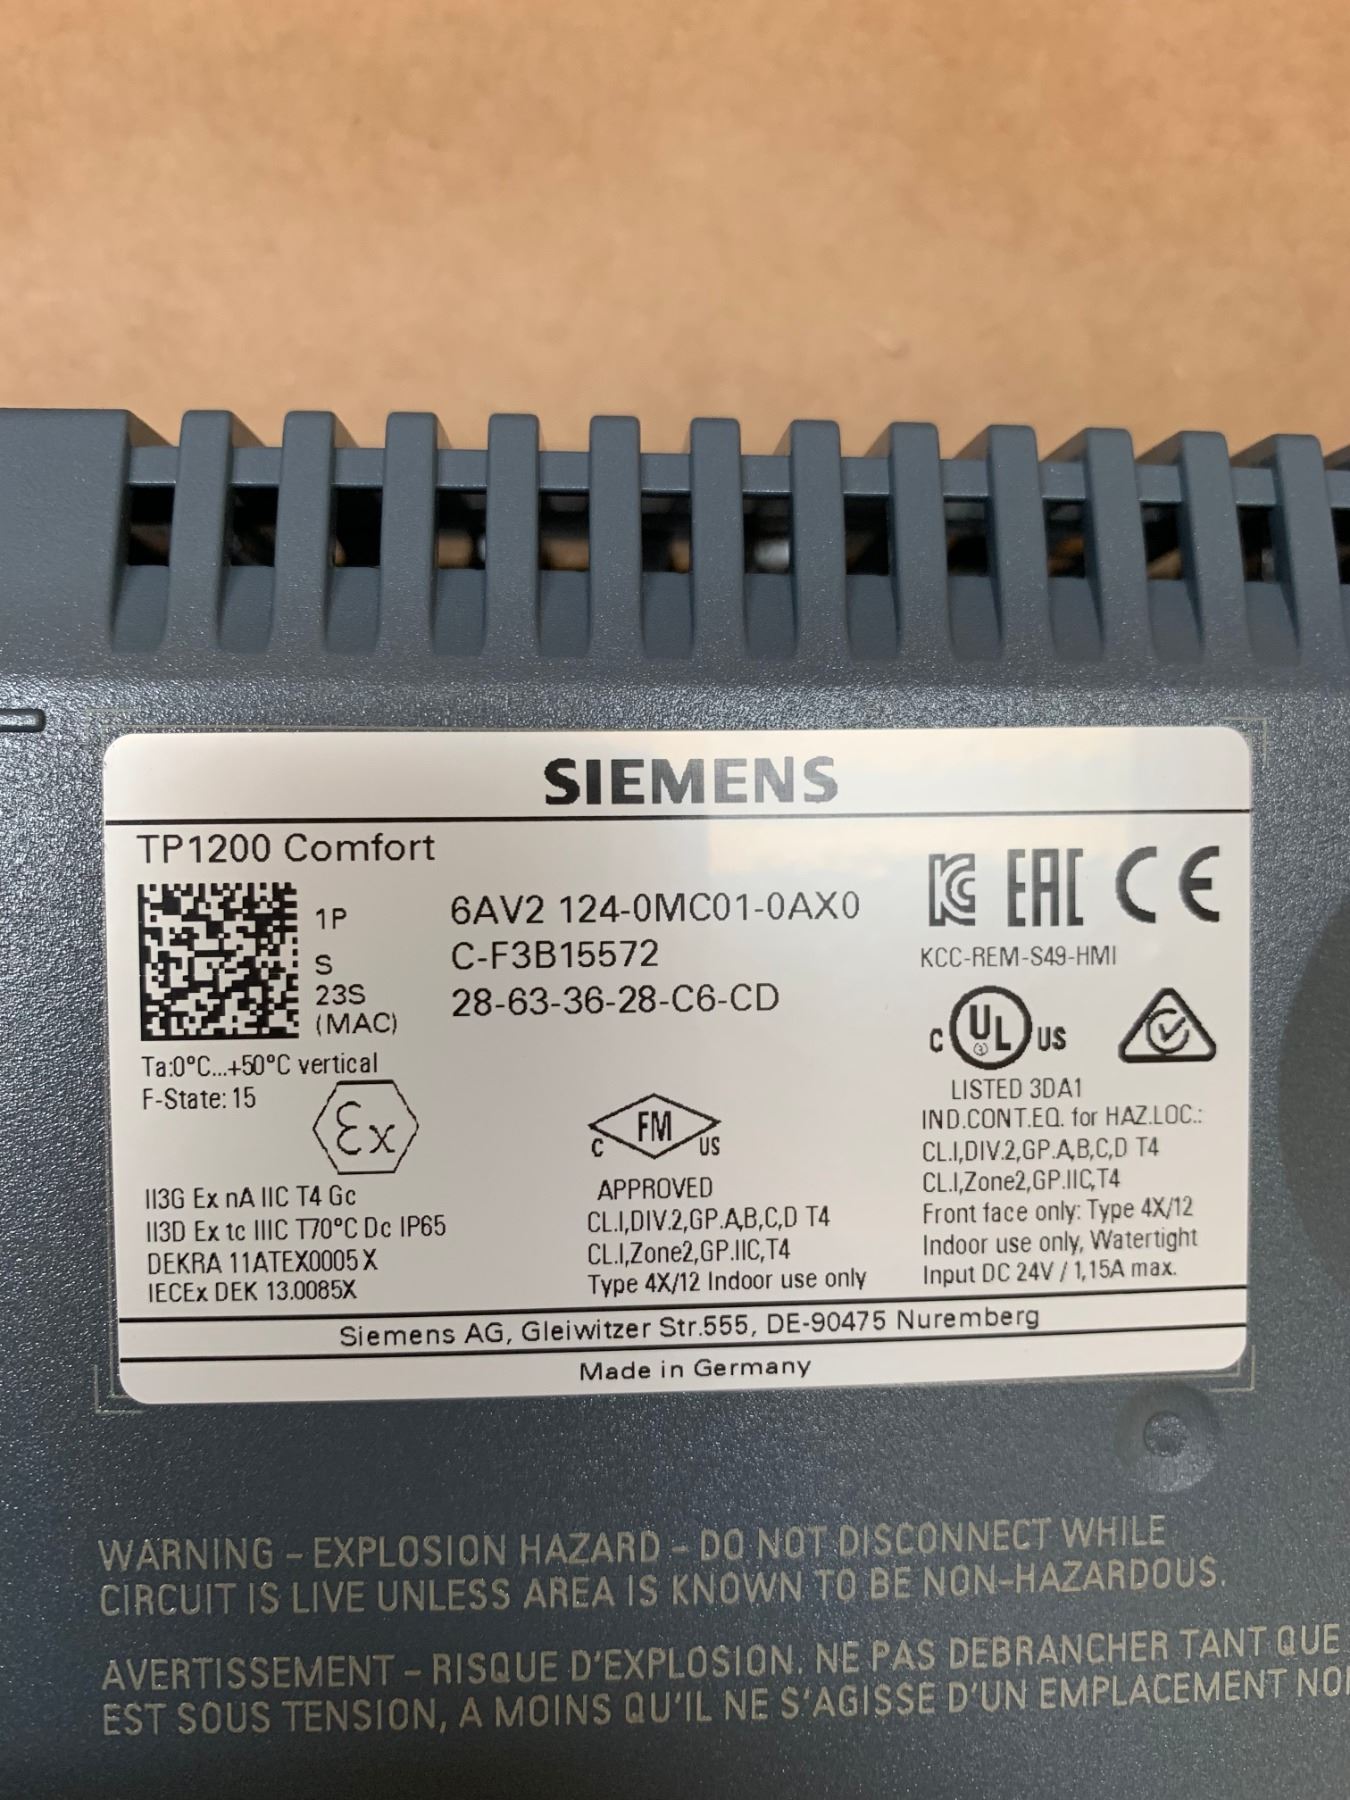 SIEMENS
TP1200 Comfort
1P 6AV2 124-0MC01-0AX0
S C-F3B15572
23S 28-63-36-28-C6-CD
(MAC)
EAC CE
KCC-REM-S49-HMI
Ta:0°C...+50°C vertical
F-State: 15
Ex
II3G Ex nA IIC T4 Gc
II3D Ex tc IIIC T70°C Dc IP65
DEKRA 11ATEX0005 X
IECEx DEK 13.0085X
C FM US
APPROVED
CL.I,DIV.2,GP.A,B,C,D T4
CL.I,Zone2,GP.IIC,T4
Type 4X/12 Indoor use only
C UL US
LISTED 3DA1
IND.CONT.EQ. for HAZ.LOC.:
CL.I,DIV.2,GP.A,B,C,D T4
CL.I,Zone2,GP.IIC,T4
Front face only: Type 4X/12
Indoor use only, Watertight
Input DC 24V / 1,15A max.
Siemens AG, Gleiwitzer Str.555, DE-90475 Nuremberg
Made in Germany
WARNING – EXPLOSION HAZARD – DO NOT DISCONNECT WHILE
CIRCUIT IS LIVE UNLESS AREA IS KNOWN TO BE NON-HAZARDOUS.
AVERTISSEMENT – RISQUE D'EXPLOSION. NE PAS DEBRANCHER TANT QUE
EST SOUS TENSION, A MOINS QU'IL NE S'AGISSE D'UN EMPLACEMENT